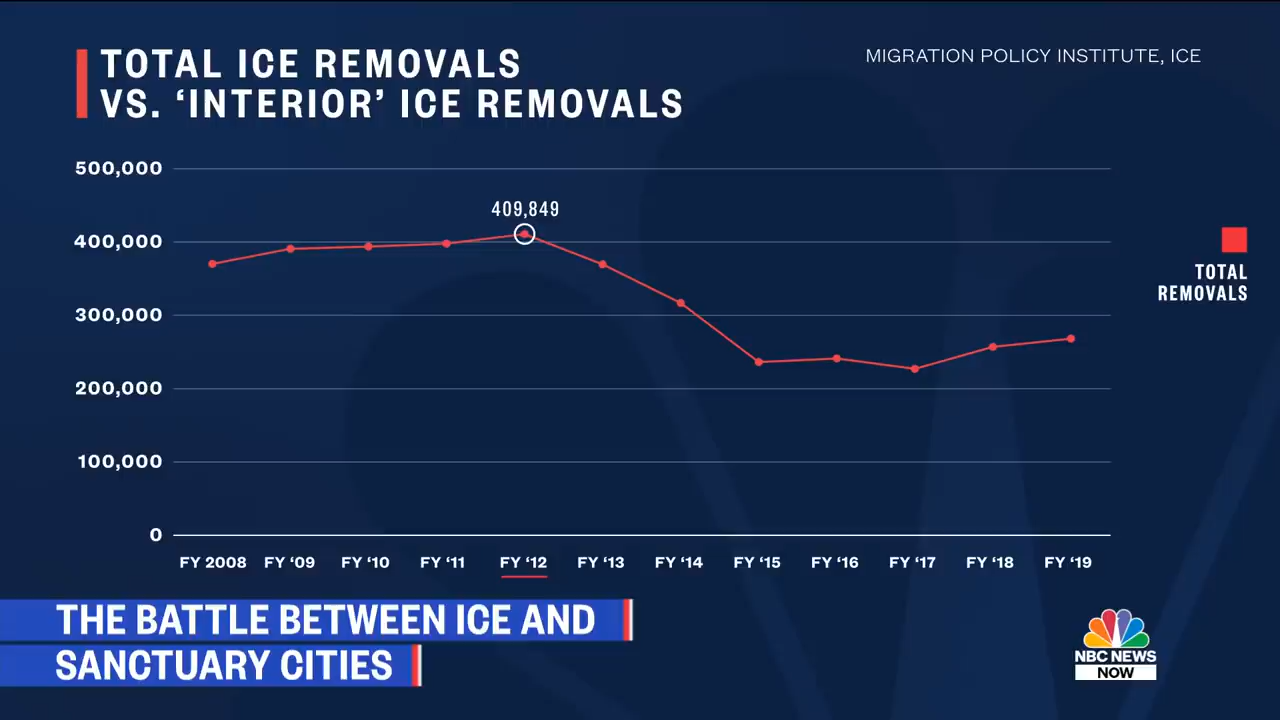 TOTAL ICE REMOVALS
VS. ‘INTERIOR’ ICE REMOVALS
MIGRATION POLICY INSTITUTE, ICE
500,000
400,000
300,000
200,000
100,000
0
409,849
TOTAL
REMOVALS
FY 2008 FY ‘09 FY ‘10 FY ‘11 FY ‘12 FY ‘13 FY ‘14 FY ‘15 FY ‘16 FY ‘17 FY ‘18 FY ‘19
THE BATTLE BETWEEN ICE AND
SANCTUARY CITIES
NBC NEWS
NOW